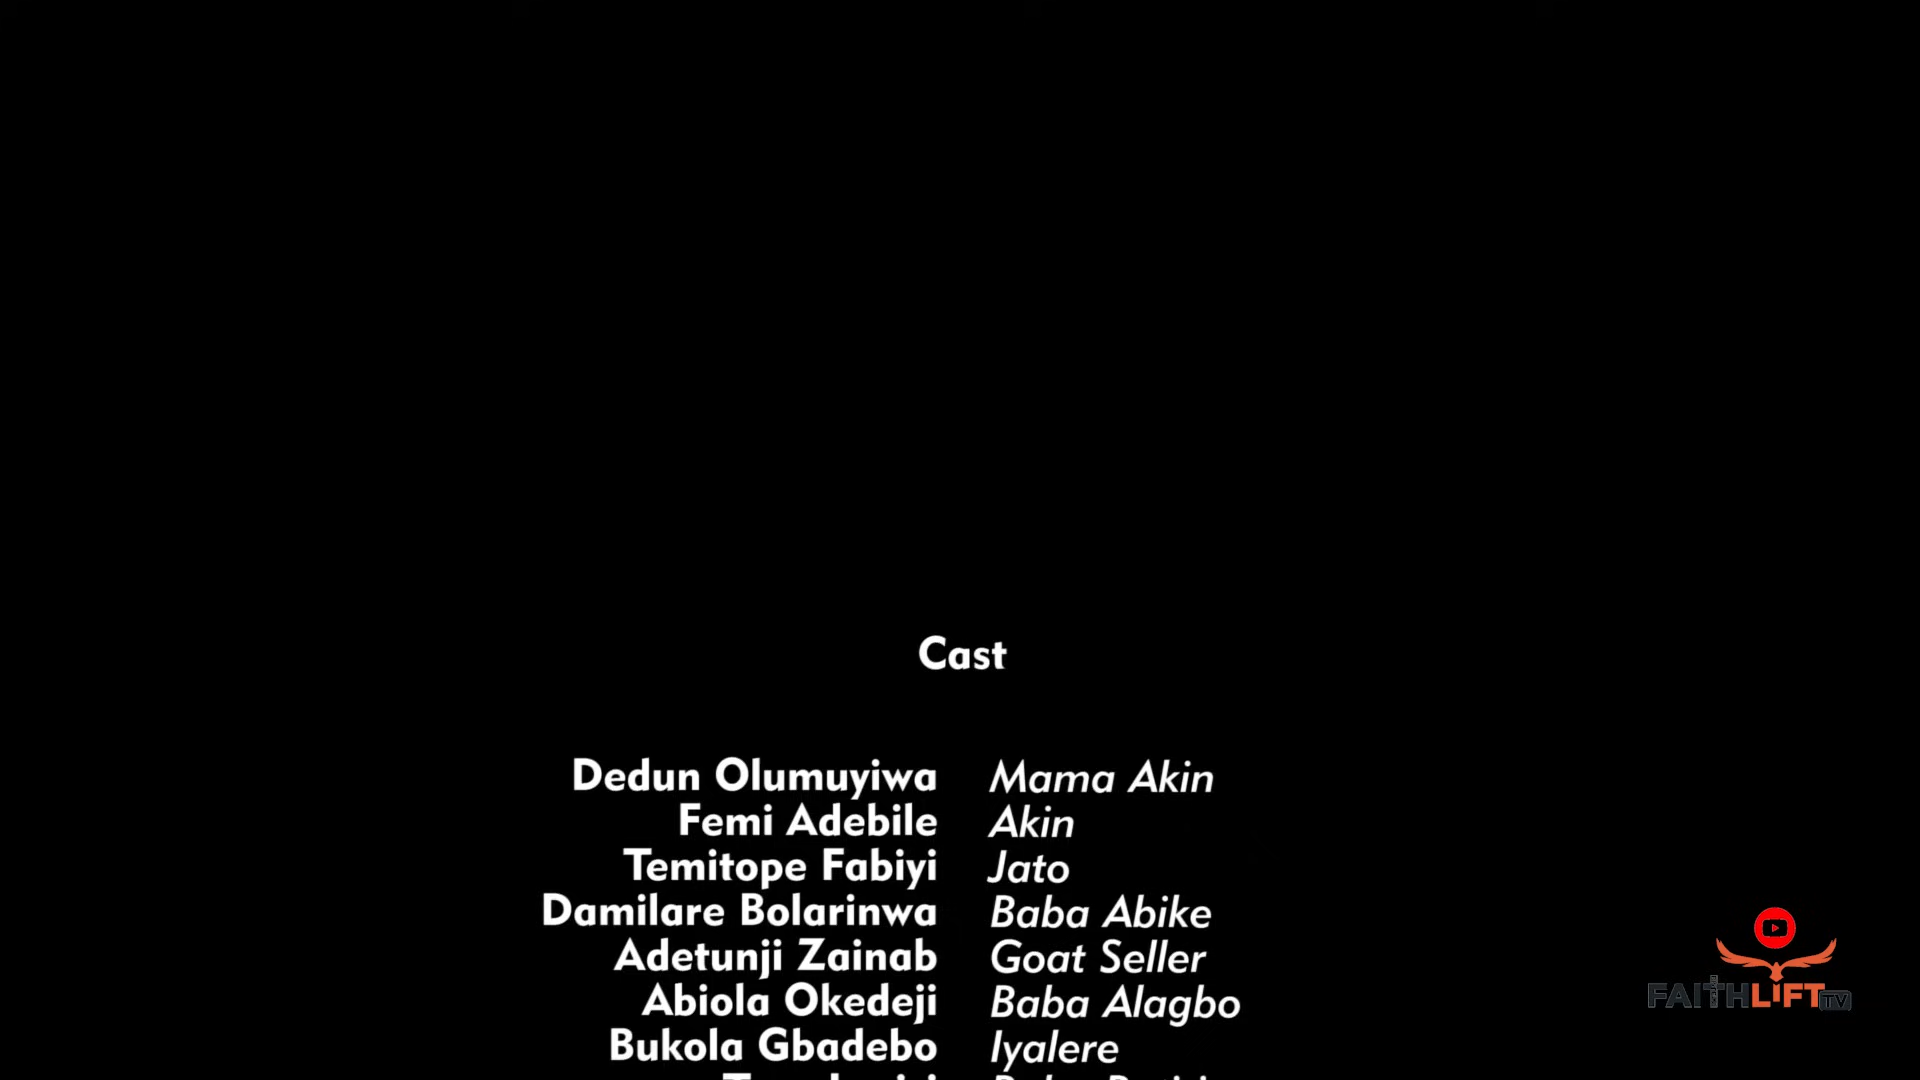 Cast
Dedun Olumuyiwa Mama Akin
Femi Adebile Akin
Temitope Fabiyi Jato
Damilare Bolarinwa Baba Abike
Adetunji Zainab Goat Seller
Abiola Okedeji Baba Alagbo
Bukola Gbadebo Iyalere
FAITHLIFT TV